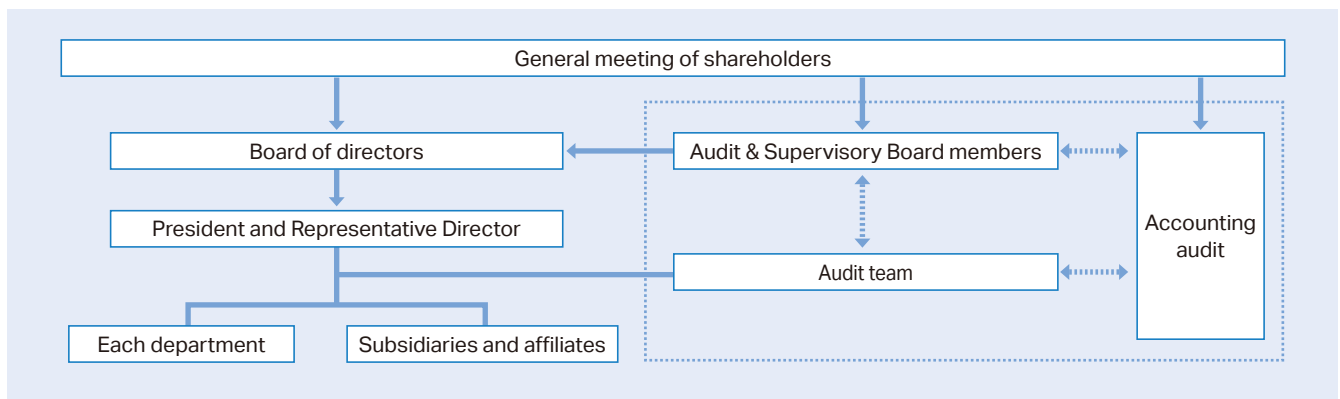 General meeting of shareholders
Board of directors
Audit & Supervisory Board members
President and Representative Director
Accounting
audit
Audit team
Each department
Subsidiaries and affiliates